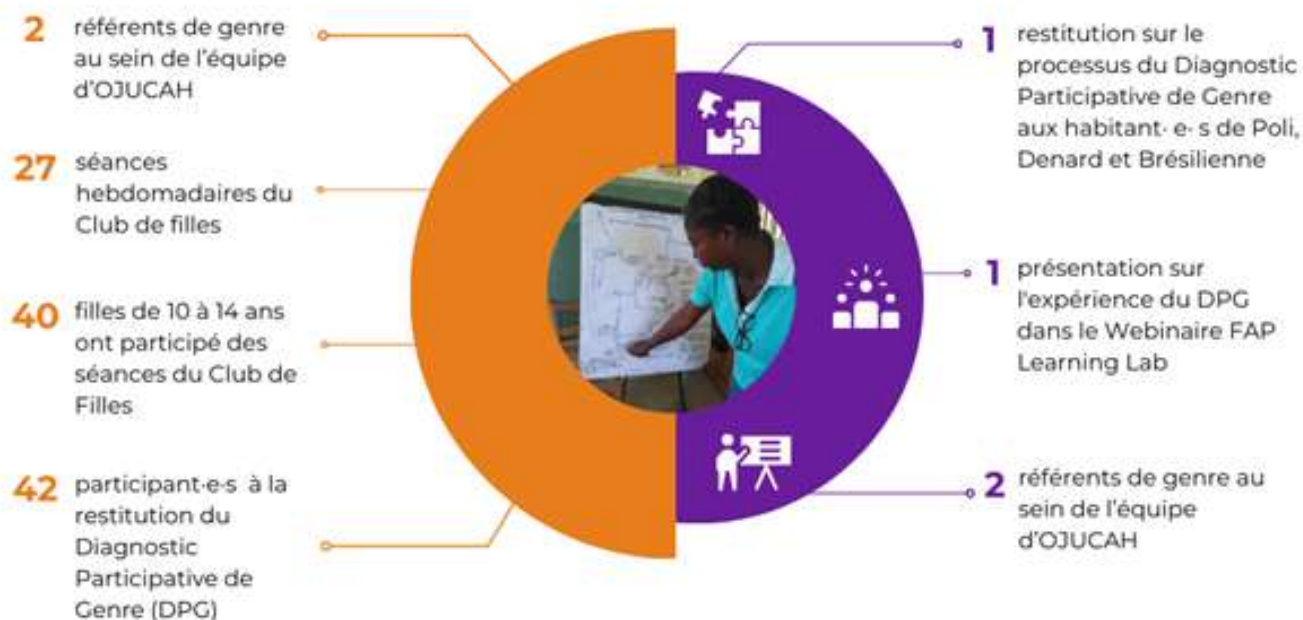 2
référents de genre
au sein de l'équipe
d'OJUCAH
27
séances
hebdomadaires du
Club de filles
40
filles de 10 à 14 ans
ont participé des
séances du Club de
Filles
42
participant·e·s à la
restitution du
Diagnostic
Participative de
Genre (DPG)
1
restitution sur le
processus du Diagnostic
Participative de Genre
aux habitant· e· s de Poli,
Denard et Brésilienne
1
présentation sur
l'expérience du DPG
dans le Webinaire FAP
Learning Lab
2
référents de genre au
sein de l'équipe
d'OJUCAH